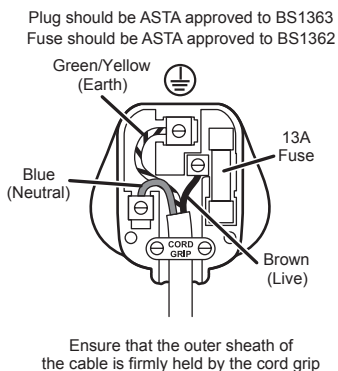 Plug should be ASTA approved to BS1363
Fuse should be ASTA approved to BS1362
Green/Yellow
(Earth)
13A
Fuse
Blue
(Neutral)
CORD
GRIP
Brown
(Live)
Ensure that the outer sheath of
the cable is firmly held by the cord grip